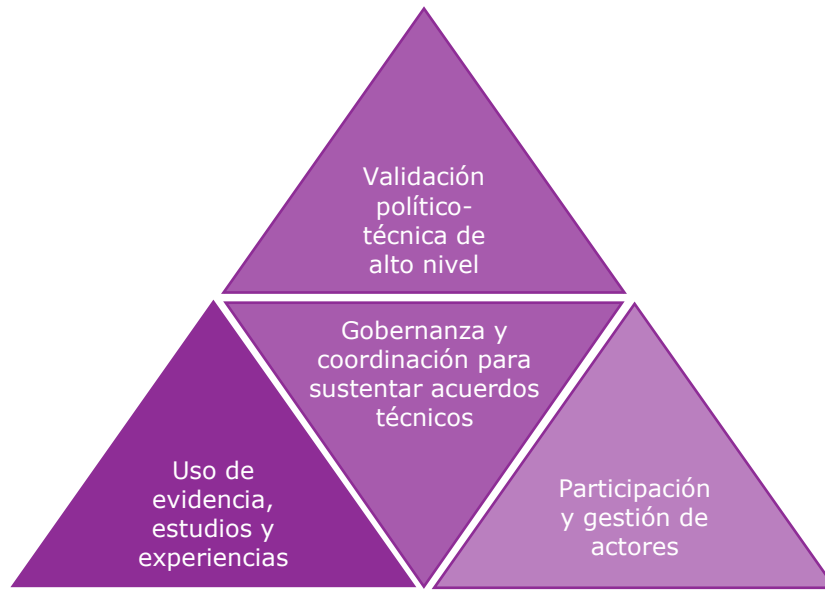 Validación
político-
técnica de
alto nivel
Gobernanza y
coordinación para
sustentar acuerdos
técnicos
Uso de
evidencia,
estudios y
experiencias
Participación
y gestión de
actores